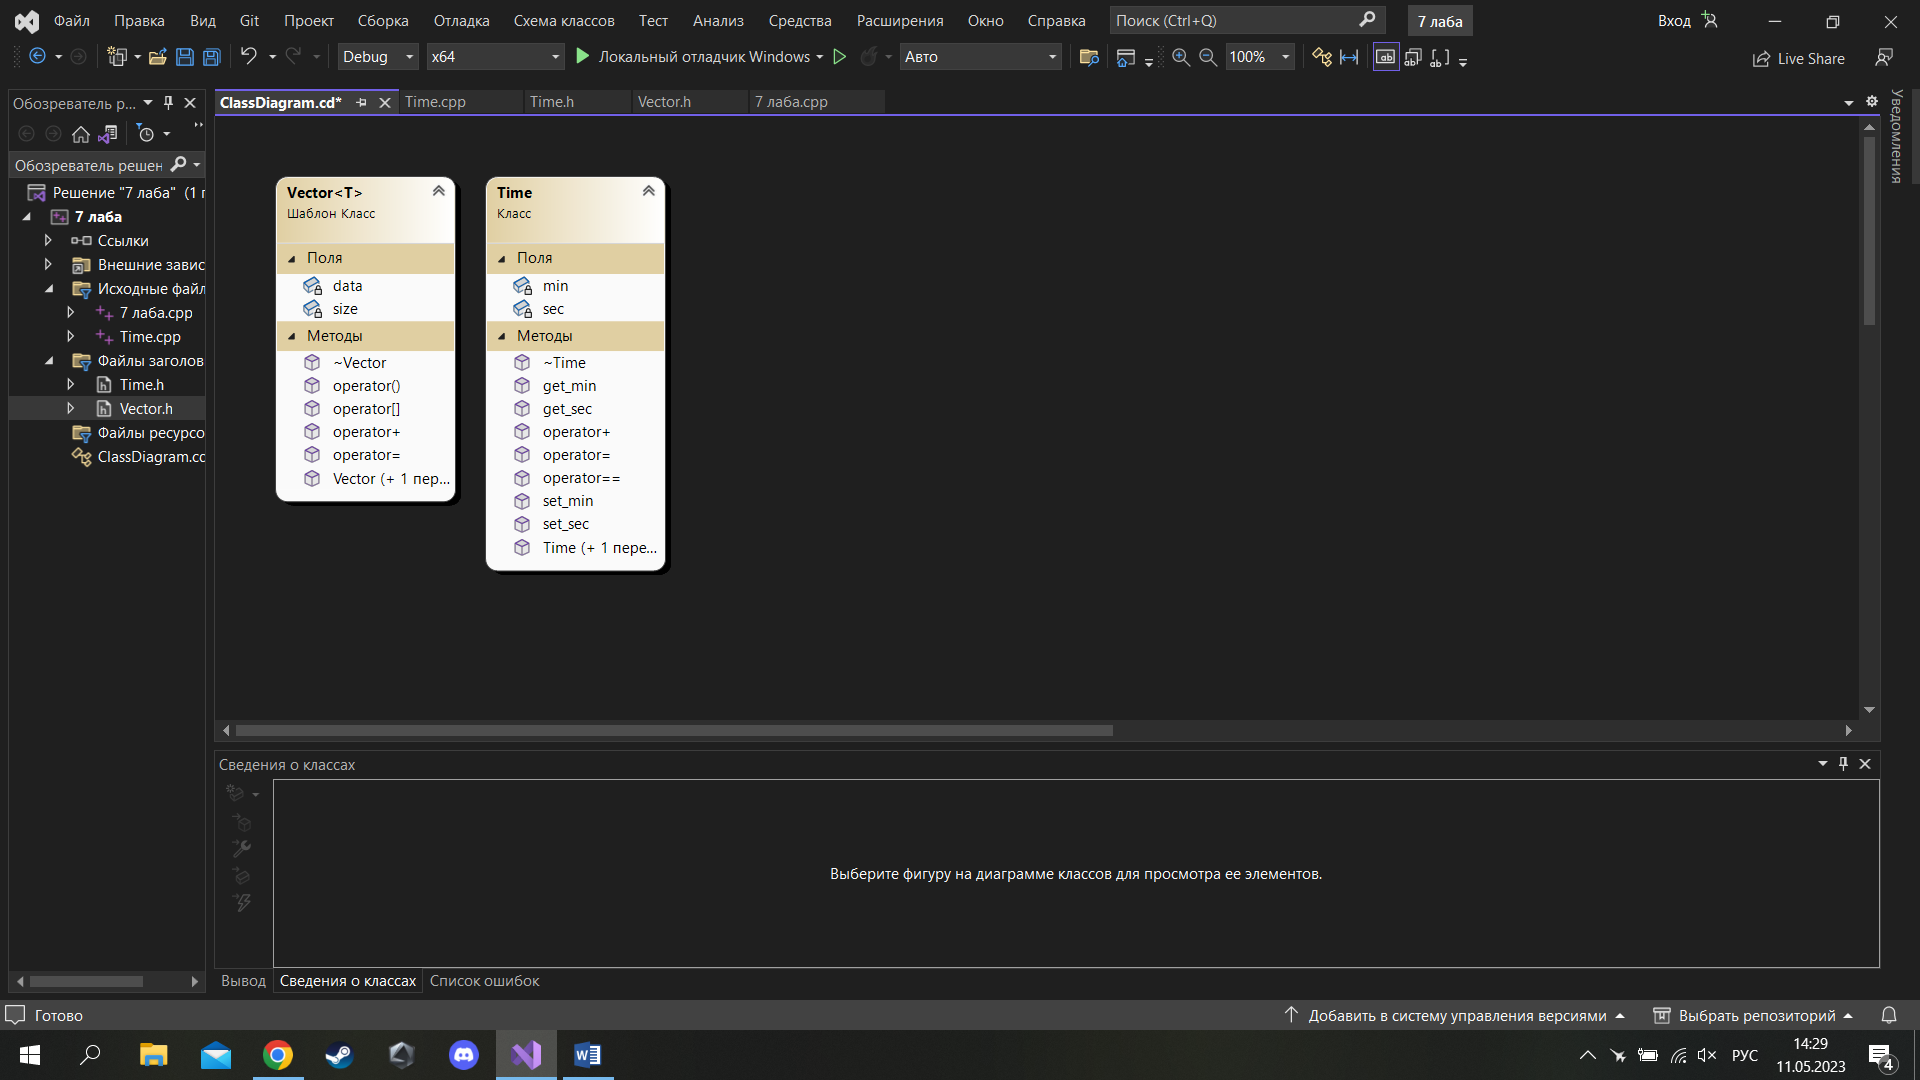 Файл Правка Вид Git Проект Сборка Отладка Схема классов Тест Анализ Средства Расширения Окно Справка Поиск (Ctrl+Q) 7 лаба Вход
Debug x64 Локальный отладчик Windows Авто 100% Live Share
Обозреватель р...
ClassDiagram.cd* Time.cpp Time.h Vector.h 7 лаба.cpp
Уведомления
Обозреватель решен
Решение "7 лаба" (1 г
7 лаба
Ссылки
Внешние завис
Исходные файл
7 лаба.cpp
Time.cpp
Файлы заголов
Time.h
Vector.h
Файлы ресурсо
ClassDiagram.cd
Vector<T>
Шаблон Класс
Поля
data
size
Методы
~Vector
operator()
operator[]
operator+
operator=
Vector (+ 1 пер...
Time
Класс
Поля
min
sec
Методы
~Time
get_min
get_sec
operator+
operator=
operator==
set_min
set_sec
Time (+ 1 пере...
Сведения о классах
Выберите фигуру на диаграмме классов для просмотра ее элементов.
Вывод Сведения о классах Список ошибок
Готово Добавить в систему управления версиями Выбрать репозиторий
РУС 14:29
11.05.2023
4